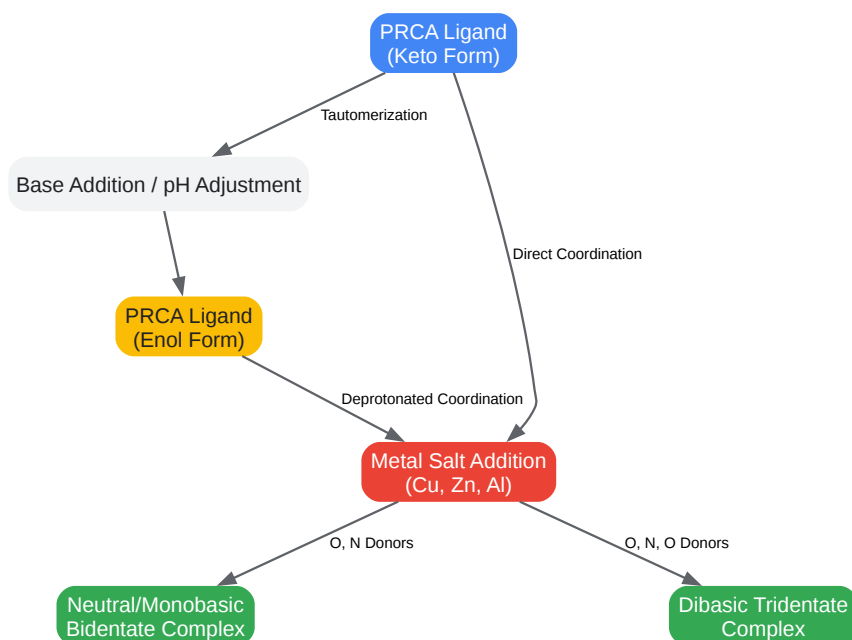 PRCA Ligand
(Keto Form)
Tautomerization
Base Addition / pH Adjustment
Direct Coordination
PRCA Ligand
(Enol Form)
Deprotonated Coordination
Metal Salt Addition
(Cu, Zn, Al)
O, N Donors
O, N, O Donors
Neutral/Monobasic
Bidentate Complex
Dibasic Tridentate
Complex